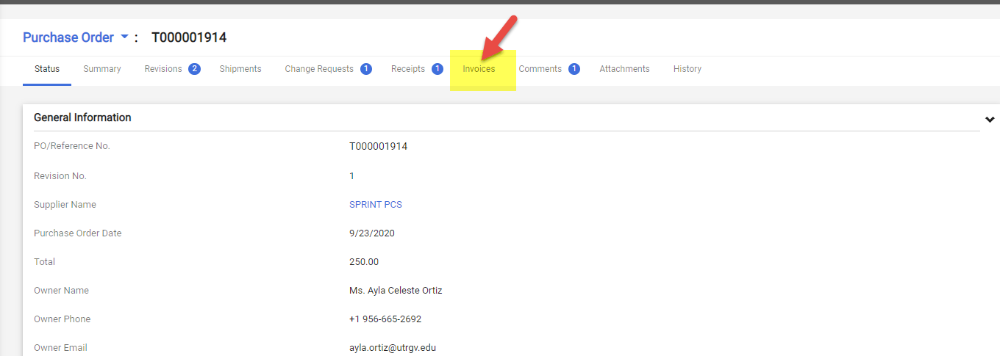 Purchase Order : T000001914
Status Summary Revisions 2 Shipments Change Requests 1 Receipts 1 Invoices Comments 1 Attachments History
General Information
PO/Reference No. T000001914
Revision No. 1
Supplier Name SPRINT PCS
Purchase Order Date 9/23/2020
Total 250.00
Owner Name Ms. Ayla Celeste Ortiz
Owner Phone +1 956-665-2692
Owner Email ayla.ortiz@utrgv.edu